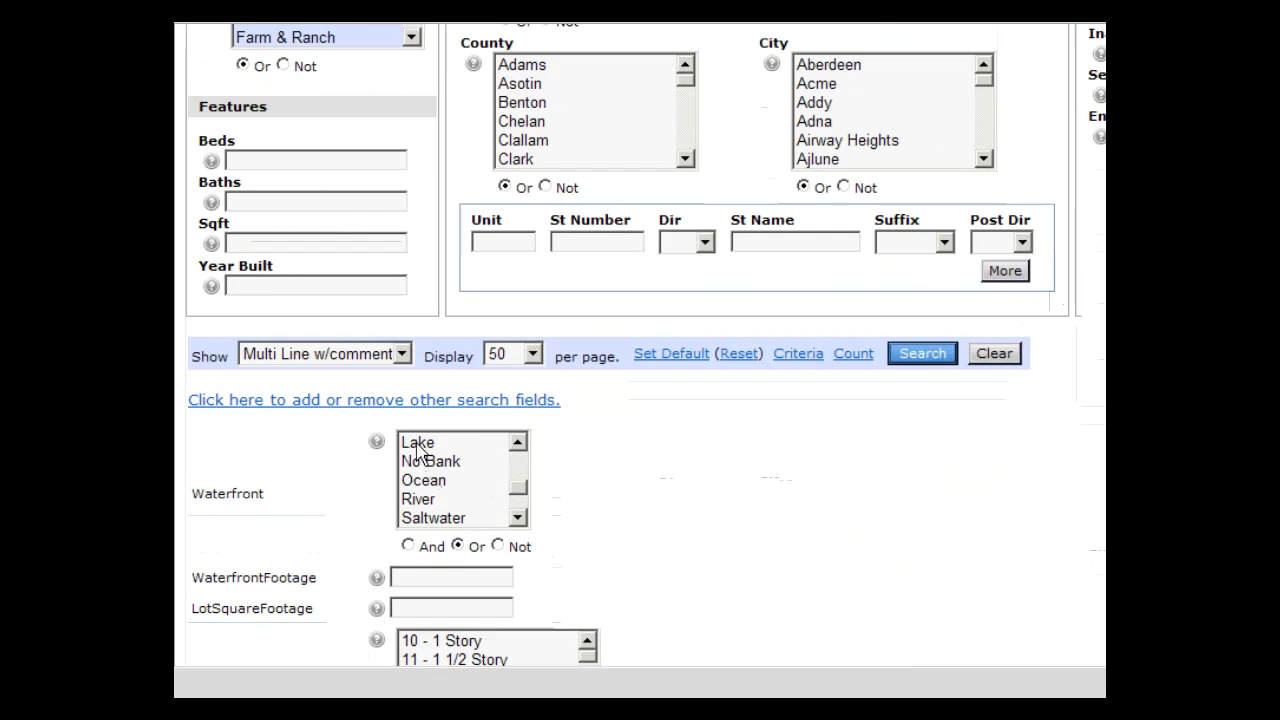 Farm & Ranch
Or Not
Features
Beds
Baths
Sqft
Year Built
County
Adams
Asotin
Benton
Chelan
Clallam
Clark
Or Not
City
Aberdeen
Acme
Addy
Adna
Airway Heights
Ajlune
Or Not
Unit St Number Dir St Name Suffix Post Dir
More
Show Multi Line w/comment Display 50 per page. Set Default (Reset) Criteria Count Search Clear
Click here to add or remove other search fields.
Waterfront
Lake
No Bank
Ocean
River
Saltwater
And Or Not
WaterfrontFootage
LotSquareFootage
10 - 1 Story
11 - 1 1/2 Story